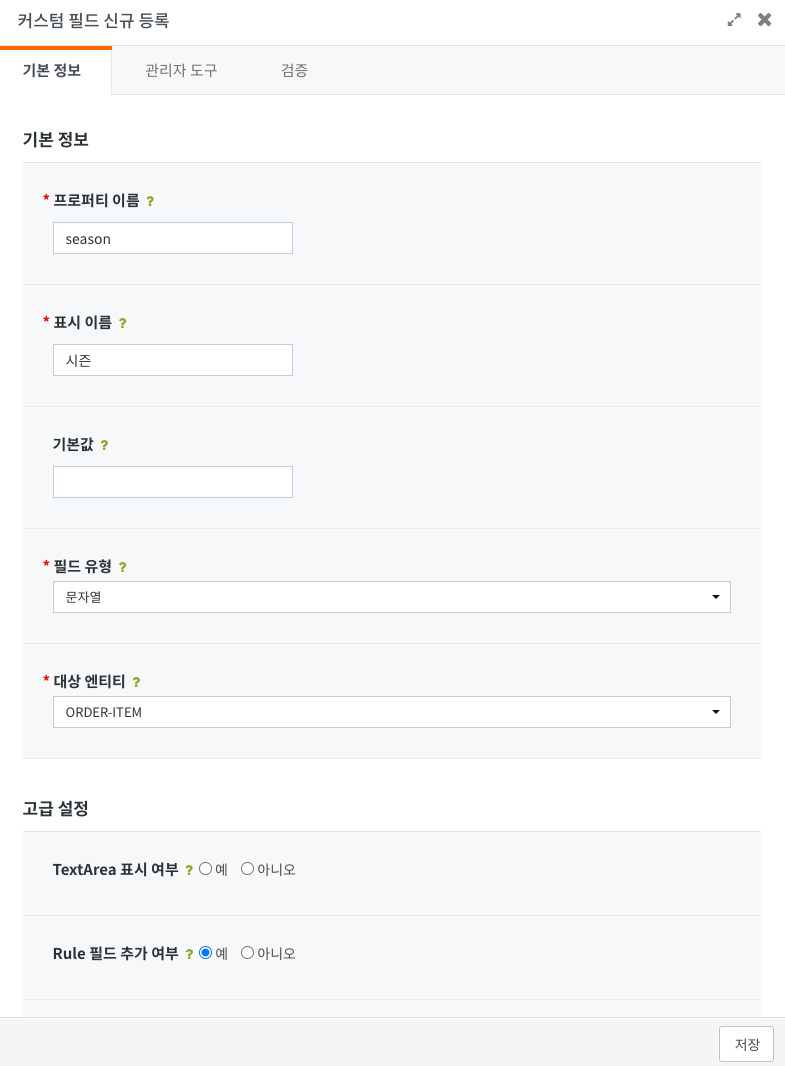 커스텀 필드 신규 등록
기본 정보 관리자 도구 검증
기본 정보
* 프로퍼티 이름 ?
season
* 표시 이름 ?
시즌
기본값 ?
* 필드 유형 ?
문자열
* 대상 엔티티 ?
ORDER-ITEM
고급 설정
TextArea 표시 여부 ? 예 아니오
Rule 필드 추가 여부 ? 예 아니오
저장